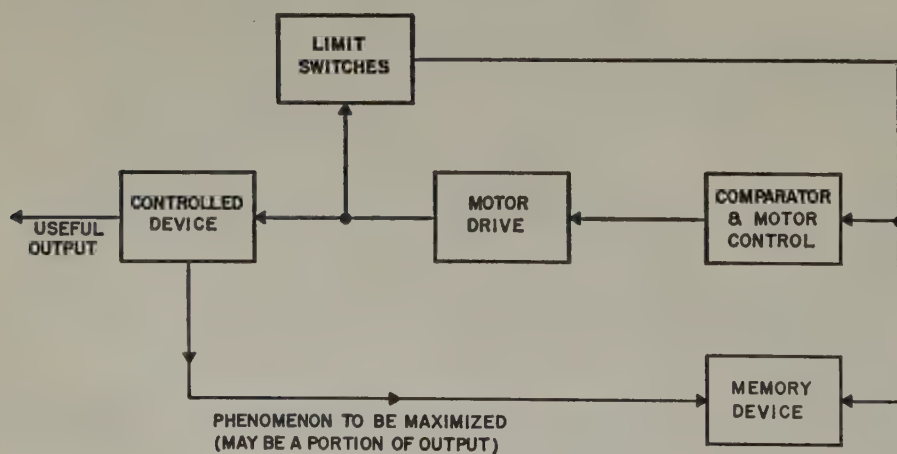 LIMIT
SWITCHES
CONTROLLED
DEVICE
MOTOR
DRIVE
COMPARATOR
& MOTOR
CONTROL
USEFUL
OUTPUT
MEMORY
DEVICE
PHENOMENON TO BE MAXIMIZED
(MAY BE A PORTION OF OUTPUT)